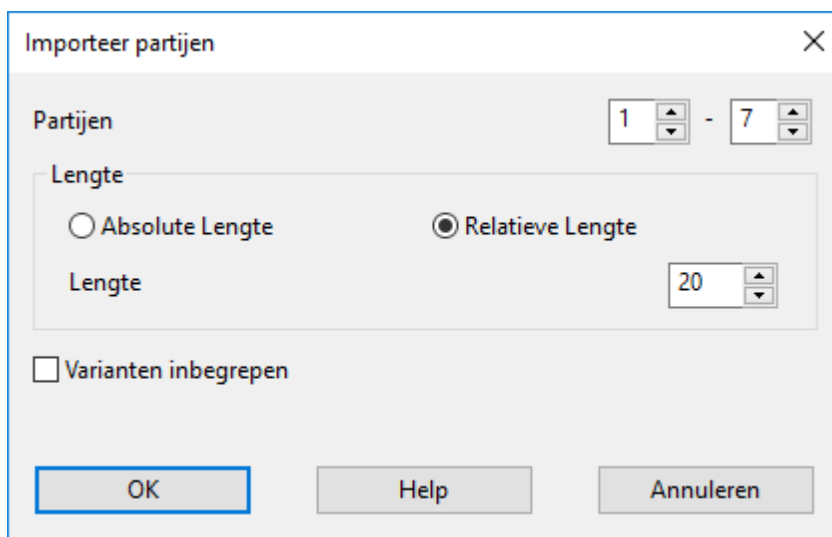 Importeer partijen
Partijen 1 - 7
Lengte
Absolute Lengte Relatieve Lengte
Lengte 20
Varianten inbegrepen
OK Help Annuleren